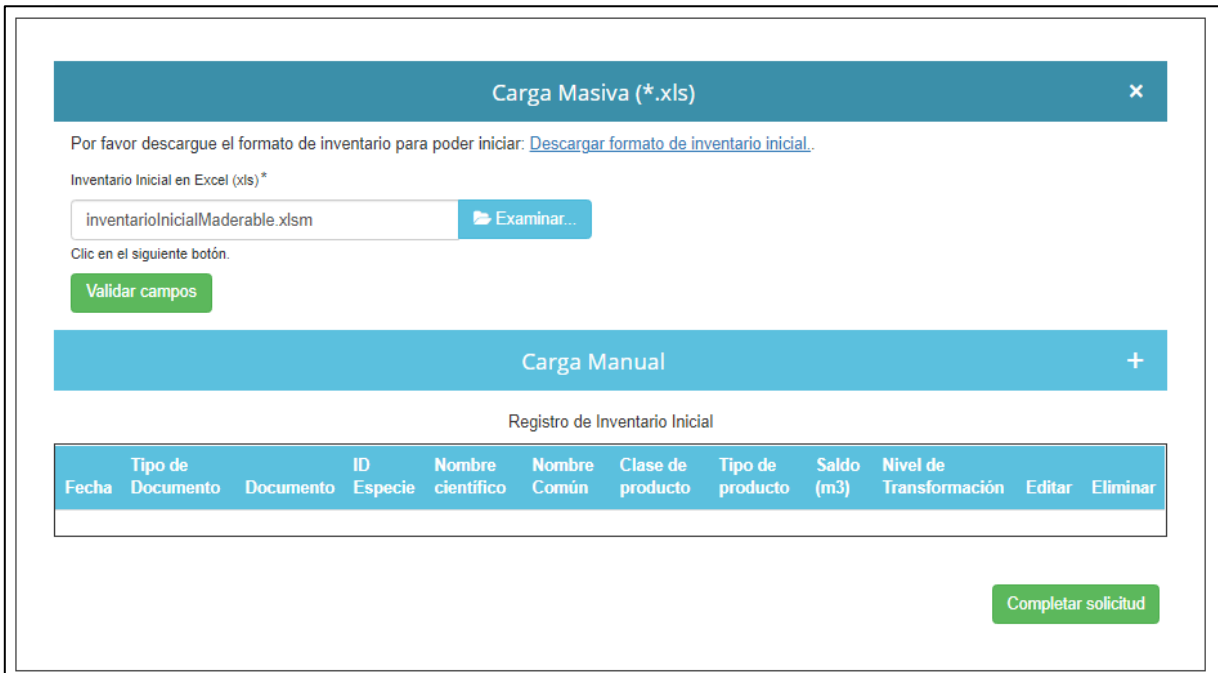 Carga Masiva (*.xls) ×
Por favor descargue el formato de inventario para poder iniciar: Descargar formato de inventario inicial..
Inventario Inicial en Excel (xls)*
inventarioInicialMaderable.xlsm Examinar...
Clic en el siguiente botón.
Validar campos
Carga Manual +
Registro de Inventario Inicial
Fecha Tipo de Documento Documento ID Especie Nombre científico Nombre Común Clase de producto Tipo de producto Saldo (m3) Nivel de Transformación Editar Eliminar
Completar solicitud